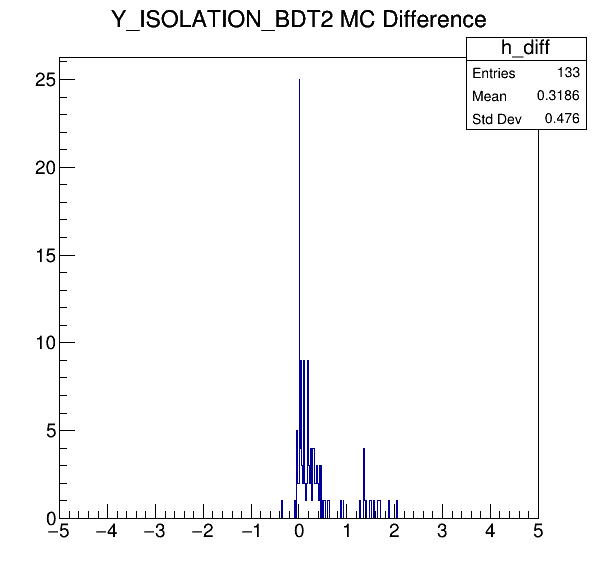 Y_ISOLATION_BDT2 MC Difference
h_diff
Entries 133
Mean 0.3186
Std Dev 0.476
25
20
15
10
5
0
−5 −4 −3 −2 −1 0 1 2 3 4 5